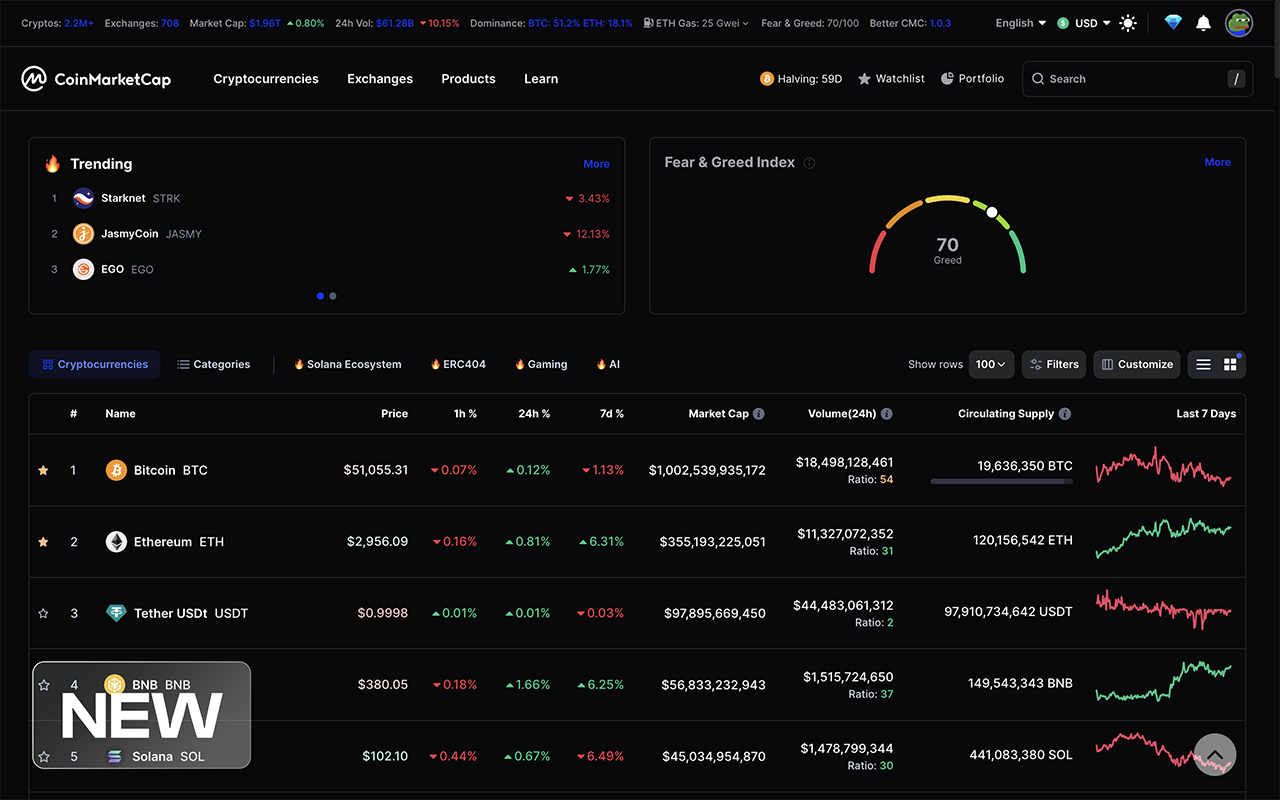 Cryptos: 2.2M+ Exchanges: 708 Market Cap: $1.96T 0.80% 24h Vol: $61.28B 10.15% Dominance: BTC: 51.2% ETH: 18.1% ETH Gas: 25 Gwei Fear & Greed: 70/100 Better CMC: 1.0.3 English $ USD
CoinMarketCap Cryptocurrencies Exchanges Products Learn Halving: 59D Watchlist Portfolio Search /
Trending More
1 Starknet STRK 3.43%
2 JasmyCoin JASMY 12.13%
3 EGO EGO 1.77%
Fear & Greed Index More
70
Greed
Cryptocurrencies Categories Solana Ecosystem ERC404 Gaming AI Show rows 100 Filters Customize
# Name Price 1h % 24h % 7d % Market Cap Volume(24h) Circulating Supply Last 7 Days
1 Bitcoin BTC $51,055.31 0.07% 0.12% 1.13% $1,002,539,935,172 $18,498,128,461 19,636,350 BTC
Ratio: 54
2 Ethereum ETH $2,956.09 0.16% 0.81% 6.31% $355,193,225,051 $11,327,072,352 120,156,542 ETH
Ratio: 31
3 Tether USDt USDT $0.9998 0.01% 0.01% 0.03% $97,895,669,450 $44,483,061,312 97,910,734,642 USDT
Ratio: 2
4 BNB BNB $380.05 0.18% 1.66% 6.25% $56,833,232,943 $1,515,724,650 149,543,343 BNB
Ratio: 37
NEW
5 Solana SOL $102.10 0.44% 0.67% 6.49% $45,034,954,870 $1,478,799,344 441,083,380 SOL
Ratio: 30